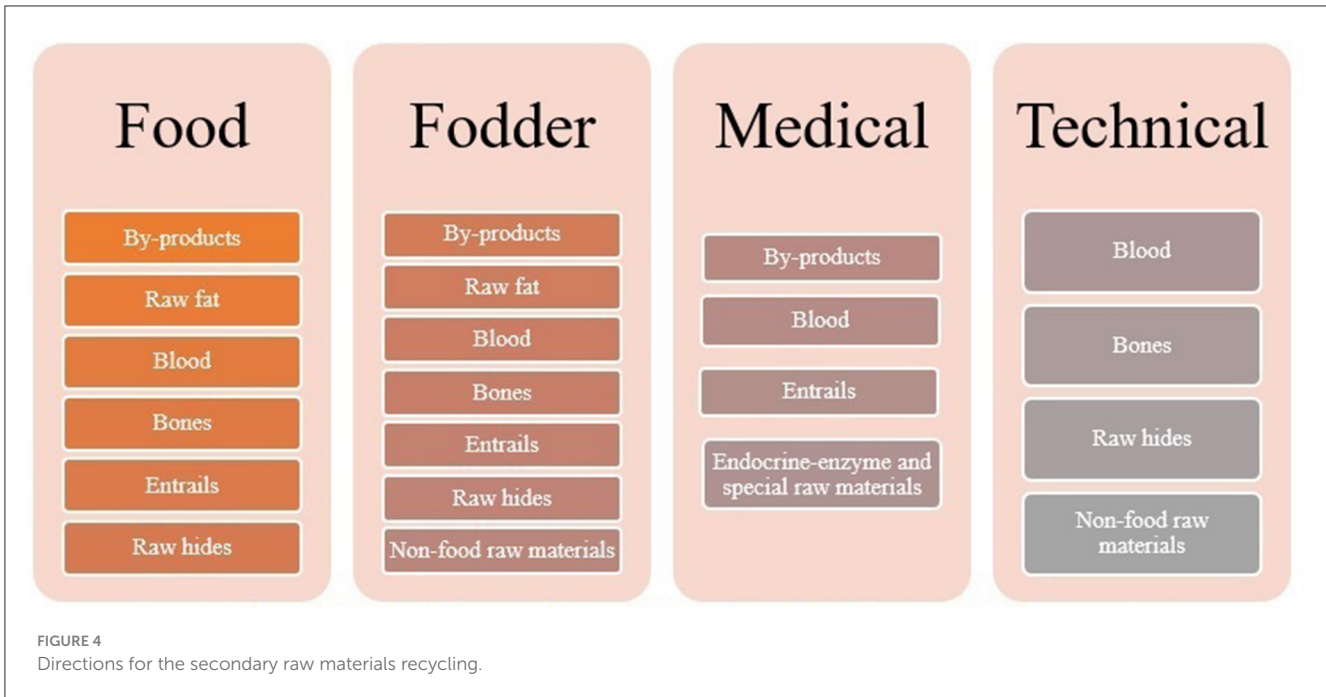 Food
By-products
Raw fat
Blood
Bones
Entrails
Raw hides
Fodder
By-products
Raw fat
Blood
Bones
Entrails
Raw hides
Non-food raw materials
Medical
By-products
Blood
Entrails
Endocrine-enzyme and
special raw materials
Technical
Blood
Bones
Raw hides
Non-food raw
materials
FIGURE 4
Directions for the secondary raw materials recycling.